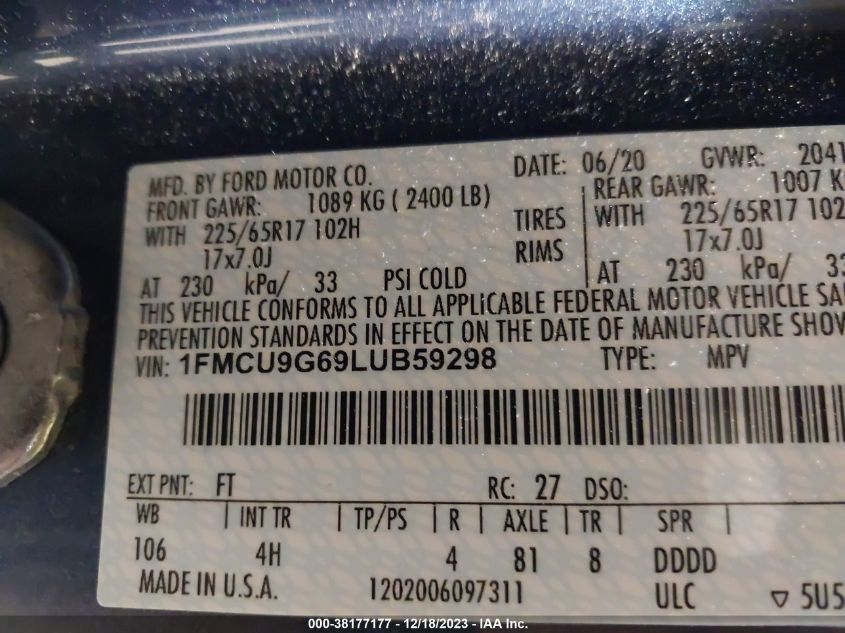 MFD. BY FORD MOTOR CO. DATE: 06/20 GVWR: 2041
FRONT GAWR: 1089 KG ( 2400 LB) REAR GAWR: 1007 K
WITH 225/65R17 102H TIRES WITH 225/65R17 102
17x7.0J RIMS 17x7.0J
AT 230 kPa/ 33 PSI COLD AT 230 kPa/ 33
THIS VEHICLE CONFORMS TO ALL APPLICABLE FEDERAL MOTOR VEHICLE SA
PREVENTION STANDARDS IN EFFECT ON THE DATE OF MANUFACTURE SHOW
VIN: 1FMCU9G69LUB59298 TYPE: MPV
EXT PNT: FT RC: 27 DSO:
WB | INT TR | TP/PS | R | AXLE | TR | SPR |
106 4H 4 81 8 DDDD
MADE IN U.S.A. 1202006097311 ULC ▽ 5U5
000-38177177 - 12/18/2023 - IAA Inc.